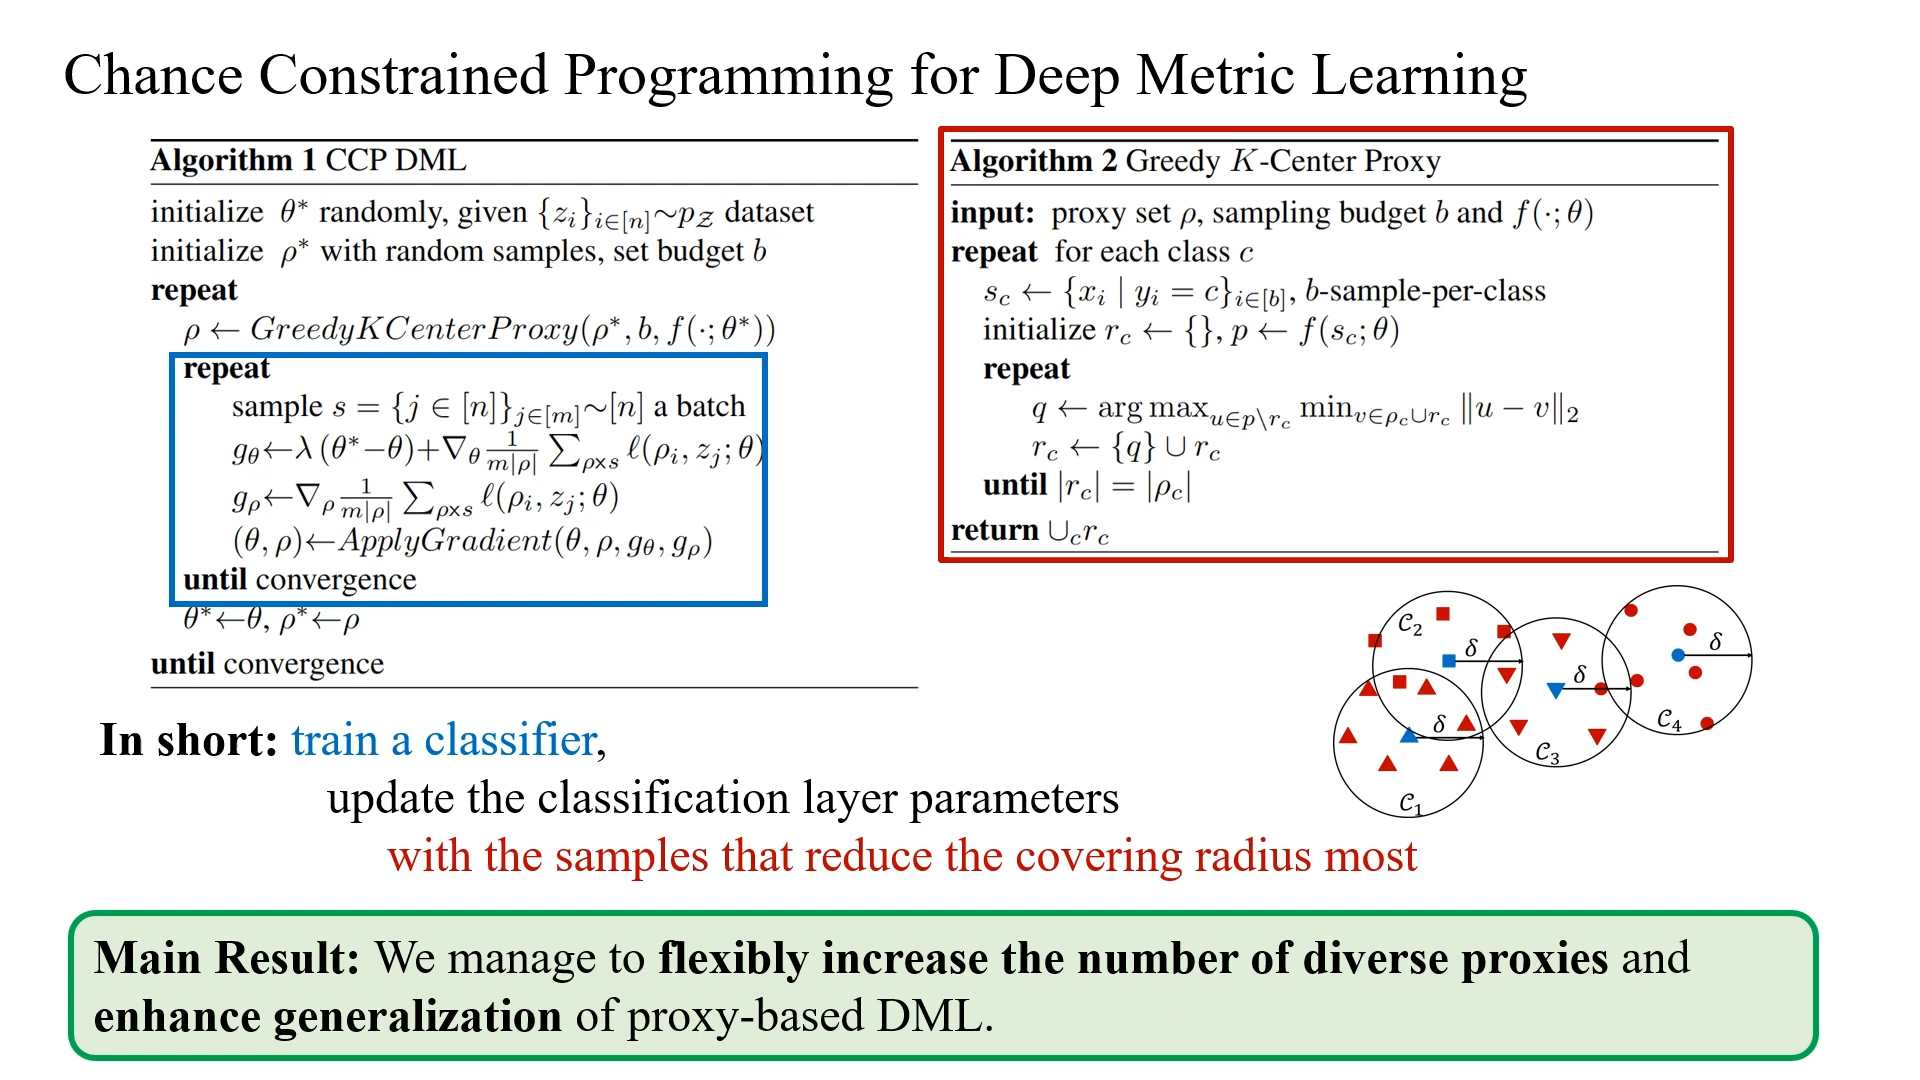 Chance Constrained Programming for Deep Metric Learning
Algorithm 1 CCP DML
initialize θ* randomly, given {z_i}_{i∈[n]}∼p_𝒵 dataset
initialize ρ* with random samples, set budget b
repeat
ρ ← GreedyKCenterProxy(ρ*, b, f(·; θ*))
repeat
sample s = {j ∈ [n]}_{j∈[m]}∼[n] a batch
g_θ←λ (θ*−θ)+∇_θ 1/(m|ρ|) ∑_{ρ×s} ℓ(ρ_i, z_j; θ)
g_ρ←∇_ρ 1/(m|ρ|) ∑_{ρ×s} ℓ(ρ_i, z_j; θ)
(θ, ρ)←ApplyGradient(θ, ρ, g_θ, g_ρ)
until convergence
θ*←θ, ρ*←ρ
until convergence
Algorithm 2 Greedy K-Center Proxy
input: proxy set ρ, sampling budget b and f(·; θ)
repeat for each class c
s_c ← {x_i | y_i = c}_{i∈[b]}, b-sample-per-class
initialize r_c ← {}, p ← f(s_c; θ)
repeat
q ← arg max_{u∈p\r_c} min_{v∈ρ_c∪r_c} ‖u − v‖_2
r_c ← {q} ∪ r_c
until |r_c| = |ρ_c|
return ∪_c r_c
𝒞_2
δ
δ
δ
𝒞_4
δ
𝒞_3
𝒞_1
In short: train a classifier,
update the classification layer parameters
with the samples that reduce the covering radius most
Main Result: We manage to flexibly increase the number of diverse proxies and
enhance generalization of proxy-based DML.